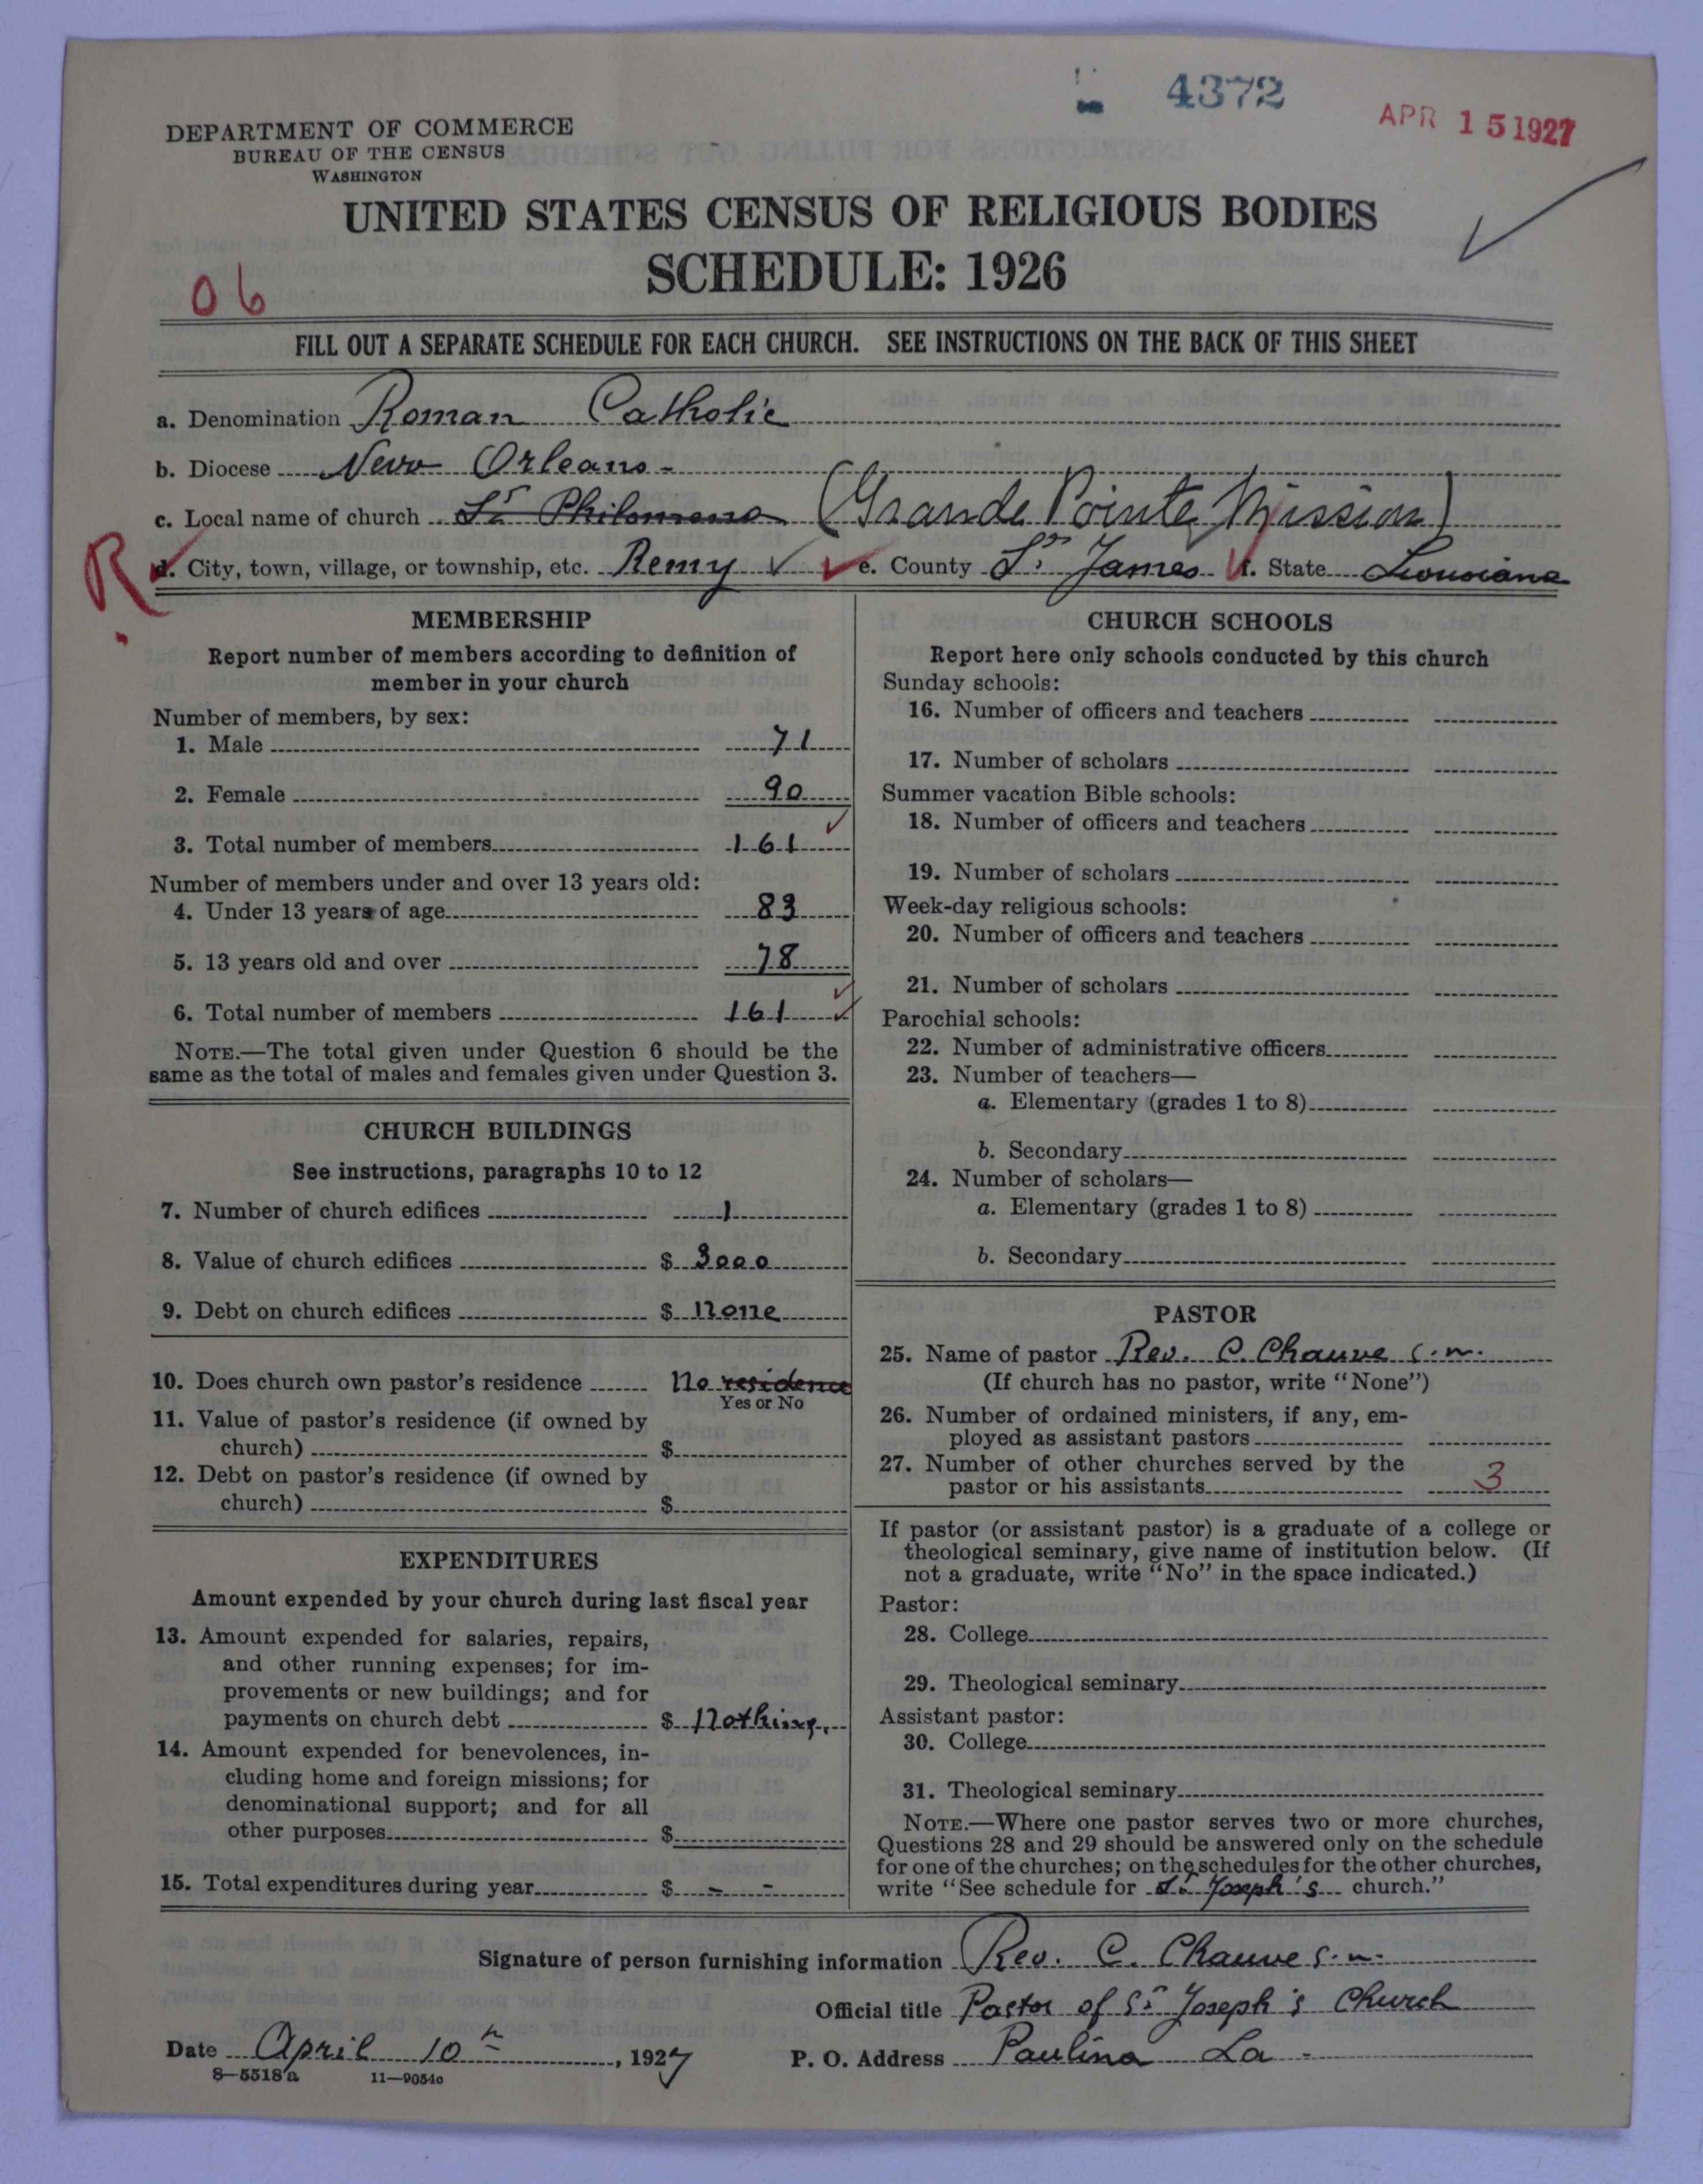 4372
APR 15 1927
DEPARTMENT OF COMMERCE
BUREAU OF THE CENSUS
WASHINGTON
UNITED STATES CENSUS OF RELIGIOUS BODIES
SCHEDULE: 1926
06
FILL OUT A SEPARATE SCHEDULE FOR EACH CHURCH. SEE INSTRUCTIONS ON THE BACK OF THIS SHEET
a. Denomination Roman Catholic
b. Diocese New Orleans
c. Local name of church St Philomena (Grande Pointe Mission)
R
d. City, town, village, or township, etc. Remy e. County St. James f. State Louisiana
MEMBERSHIP
Report number of members according to definition of
member in your church
Number of members, by sex:
1. Male 71
2. Female 90
3. Total number of members 161
Number of members under and over 13 years old:
4. Under 13 years of age 83
5. 13 years old and over 78
6. Total number of members 161
NOTE.—The total given under Question 6 should be the
same as the total of males and females given under Question 3.
CHURCH BUILDINGS
See instructions, paragraphs 10 to 12
7. Number of church edifices 1
8. Value of church edifices $ 3000
9. Debt on church edifices $ none
10. Does church own pastor's residence no residence
Yes or No
11. Value of pastor's residence (if owned by
church) $
12. Debt on pastor's residence (if owned by
church) $
EXPENDITURES
Amount expended by your church during last fiscal year
13. Amount expended for salaries, repairs,
and other running expenses; for im-
provements or new buildings; and for
payments on church debt $ Nothing
14. Amount expended for benevolences, in-
cluding home and foreign missions; for
denominational support; and for all
other purposes $
15. Total expenditures during year $ - -
CHURCH SCHOOLS
Report here only schools conducted by this church
Sunday schools:
16. Number of officers and teachers
17. Number of scholars
Summer vacation Bible schools:
18. Number of officers and teachers
19. Number of scholars
Week-day religious schools:
20. Number of officers and teachers
21. Number of scholars
Parochial schools:
22. Number of administrative officers
23. Number of teachers—
a. Elementary (grades 1 to 8)
b. Secondary
24. Number of scholars—
a. Elementary (grades 1 to 8)
b. Secondary
PASTOR
25. Name of pastor Rev. C. Chauve s.m.
(If church has no pastor, write "None")
26. Number of ordained ministers, if any, em-
ployed as assistant pastors
27. Number of other churches served by the
pastor or his assistants 3
If pastor (or assistant pastor) is a graduate of a college or
theological seminary, give name of institution below. (If
not a graduate, write "No" in the space indicated.)
Pastor:
28. College
29. Theological seminary
Assistant pastor:
30. College
31. Theological seminary
NOTE.—Where one pastor serves two or more churches,
Questions 28 and 29 should be answered only on the schedule
for one of the churches; on the schedules for the other churches,
write "See schedule for St. Joseph's church."
Signature of person furnishing information Rev. C. Chauve s.m.
Official title Pastor of St Joseph's Church
Date April 10th, 1927 P. O. Address Paulina La
8—5518a 11—9054c